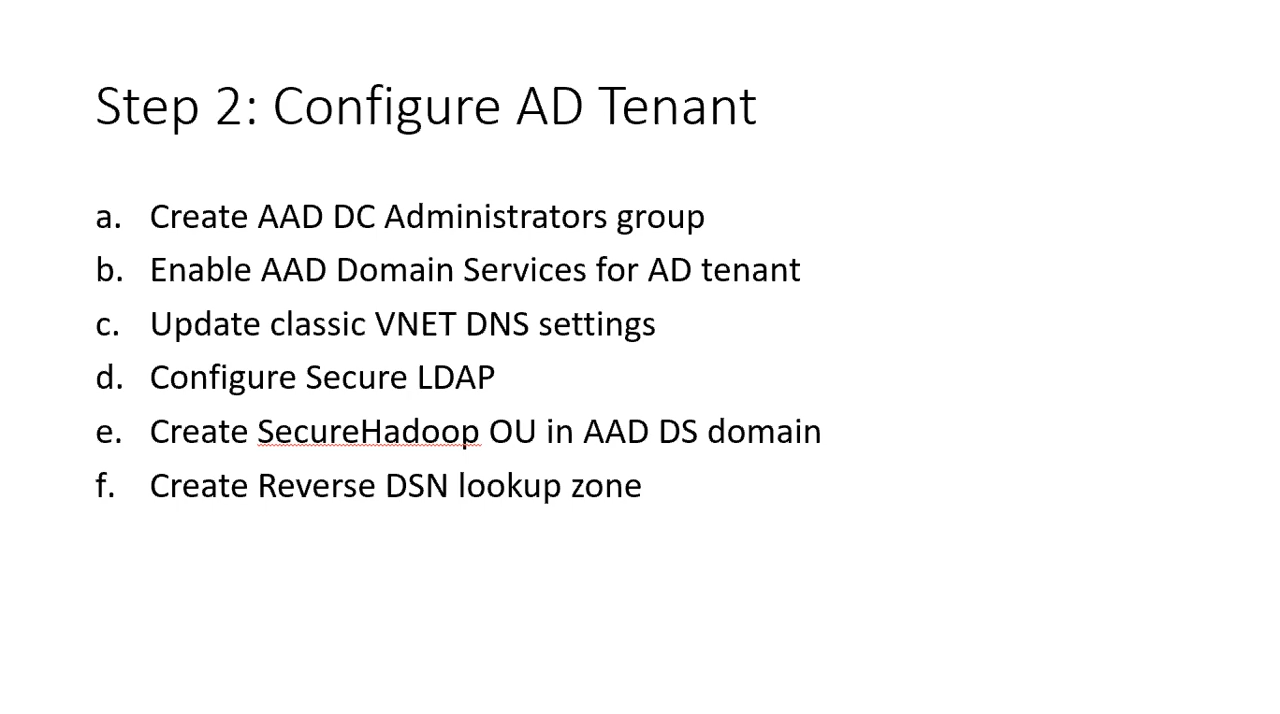 Step 2: Configure AD Tenant
a. Create AAD DC Administrators group
b. Enable AAD Domain Services for AD tenant
c. Update classic VNET DNS settings
d. Configure Secure LDAP
e. Create SecureHadoop OU in AAD DS domain
f. Create Reverse DSN lookup zone